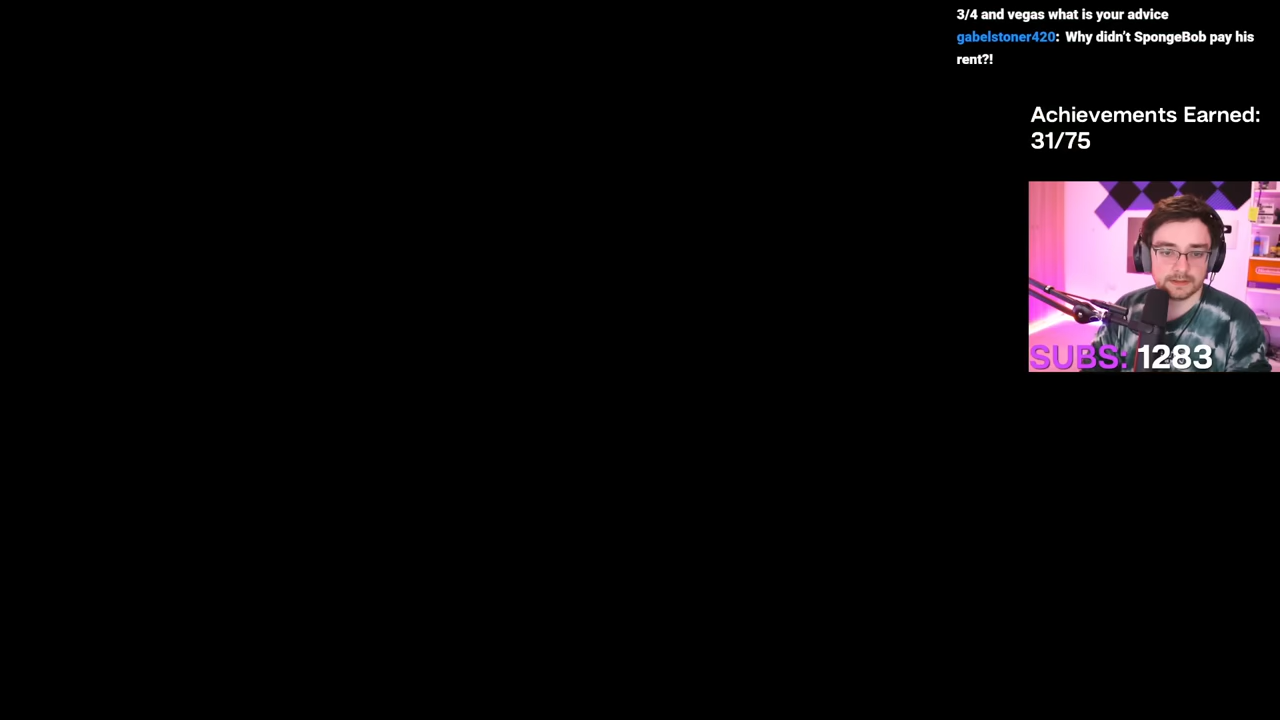 3/4 and vegas what is your advice
gabelstoner420: Why didn’t SpongeBob pay his
rent?!
Achievements Earned:
31/75
SUBS: 1283